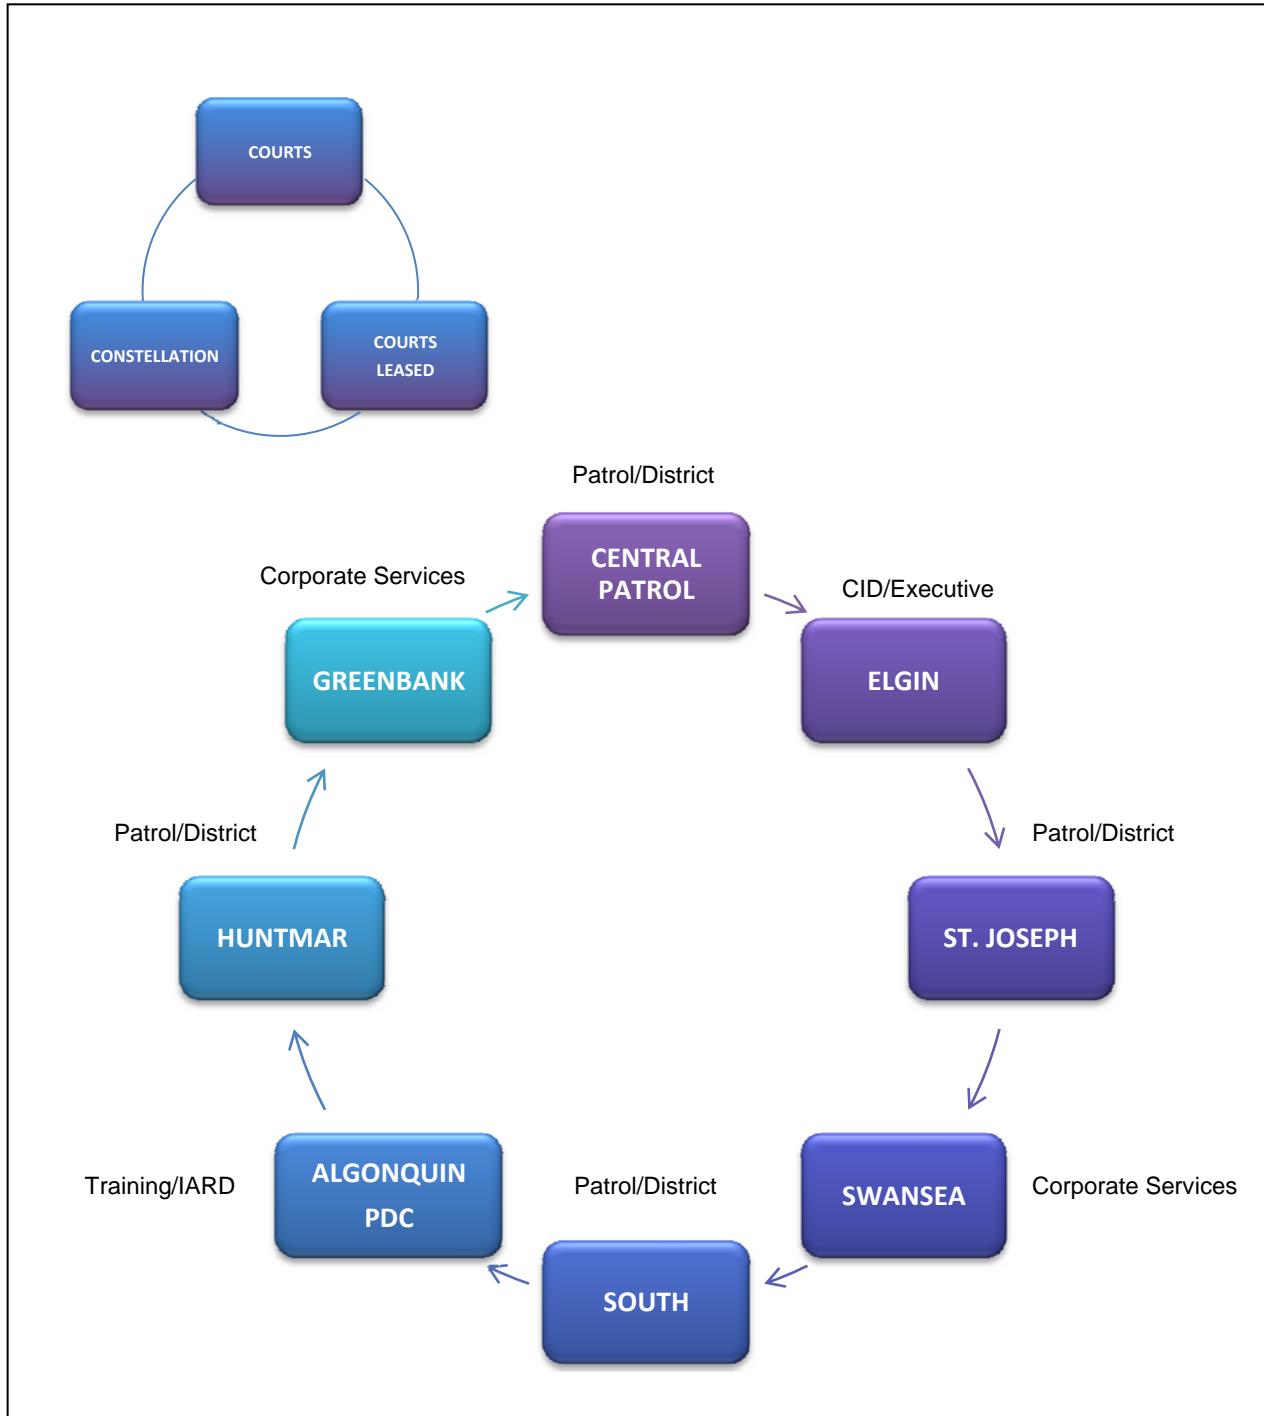 COURTS
CONSTELLATION
COURTS
LEASED
Patrol/District
CENTRAL
PATROL
Corporate Services
CID/Executive
GREENBANK
ELGIN
Patrol/District
Patrol/District
HUNTMAR
ST. JOSEPH
Training/IARD
ALGONQUIN
PDC
Patrol/District
SWANSEA
Corporate Services
SOUTH